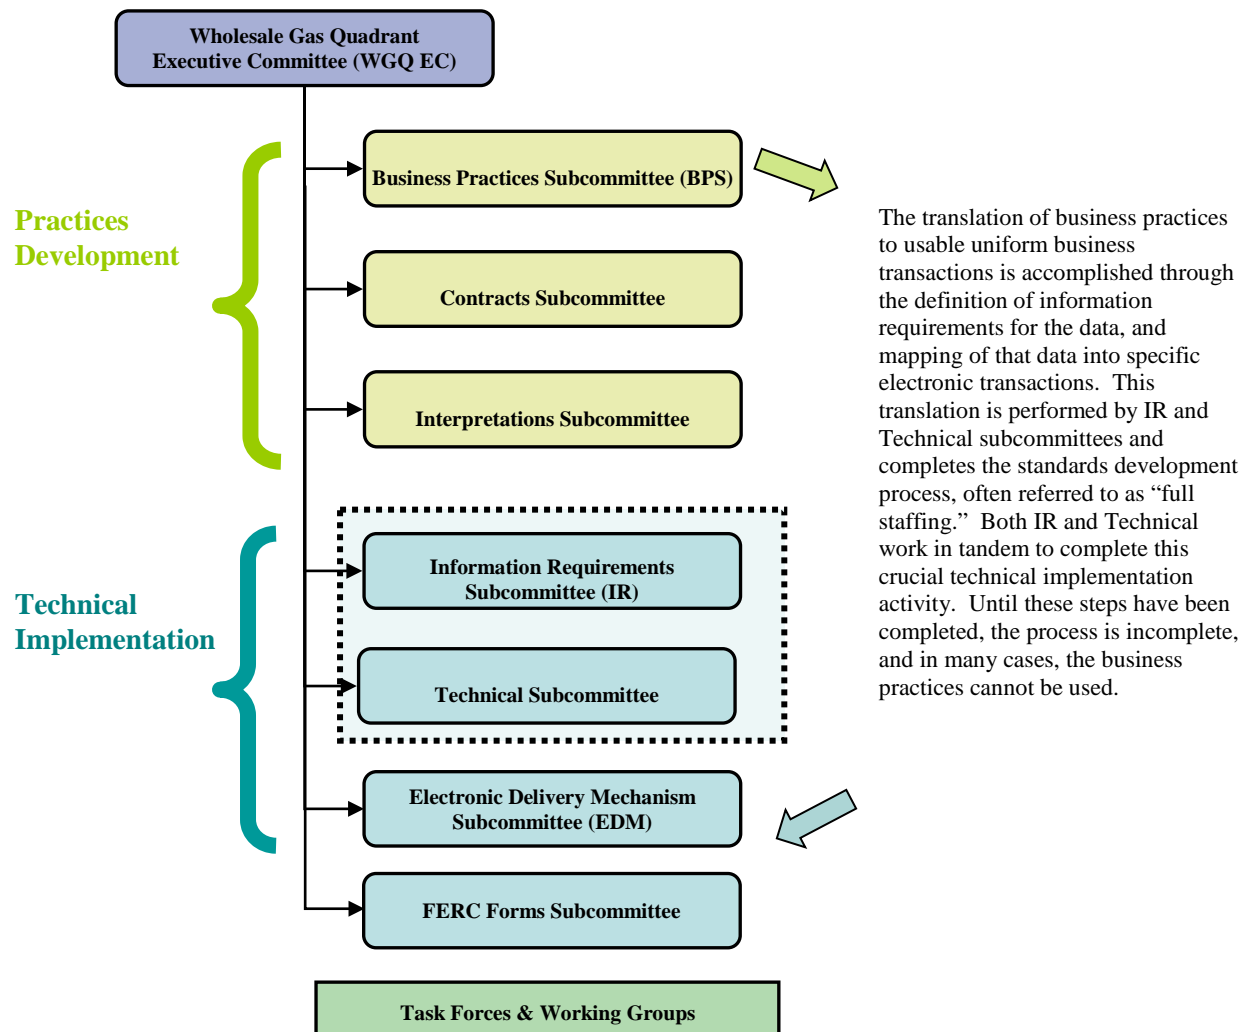 Wholesale Gas Quadrant
Executive Committee (WGQ EC)
Practices
Development
Business Practices Subcommittee (BPS)
Contracts Subcommittee
Interpretations Subcommittee
Technical
Implementation
Information Requirements
Subcommittee (IR)
Technical Subcommittee
Electronic Delivery Mechanism
Subcommittee (EDM)
FERC Forms Subcommittee
Task Forces & Working Groups
The translation of business practices
to usable uniform business
transactions is accomplished through
the definition of information
requirements for the data, and
mapping of that data into specific
electronic transactions.  This
translation is performed by IR and
Technical subcommittees and
completes the standards development
process, often referred to as “full
staffing.”  Both IR and Technical
work in tandem to complete this
crucial technical implementation
activity.  Until these steps have been
completed, the process is incomplete,
and in many cases, the business
practices cannot be used.